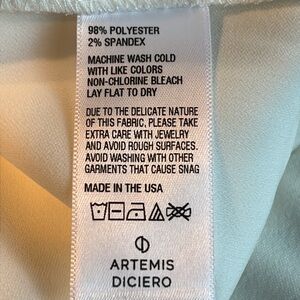 98% POLYESTER
2% SPANDEX
MACHINE WASH COLD
WITH LIKE COLORS
NON-CHLORINE BLEACH
LAY FLAT TO DRY
DUE TO THE DELICATE NATURE
OF THIS FABRIC, PLEASE TAKE
EXTRA CARE WITH JEWELRY
AND AVOID ROUGH SURFACES.
AVOID WASHING WITH OTHER
GARMENTS THAT CAUSE SNAG
MADE IN THE USA
ARTEMIS
DICIERO